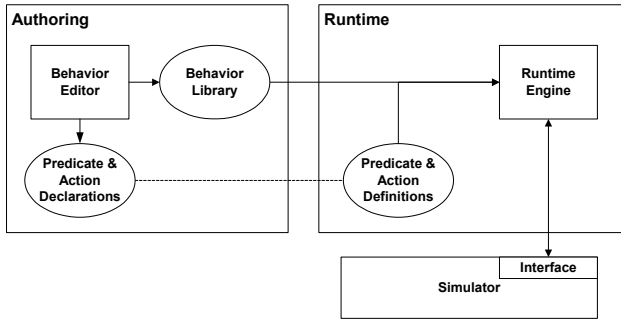 Authoring
Runtime
Behavior
Editor
Behavior
Library
Runtime
Engine
Predicate &
Action
Declarations
Predicate &
Action
Definitions
Interface
Simulator